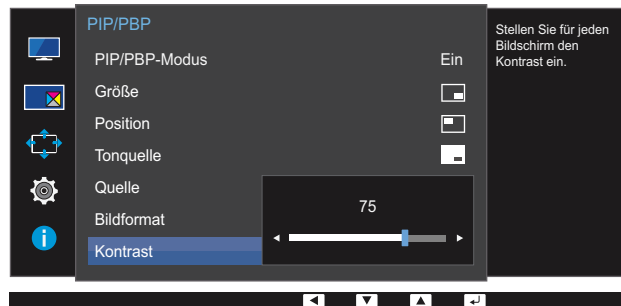 PIP/PBP
PIP/PBP-Modus Ein
Größe
Position
Tonquelle
Quelle
Bildformat
Kontrast
75
Stellen Sie für jeden
Bildschirm den
Kontrast ein.